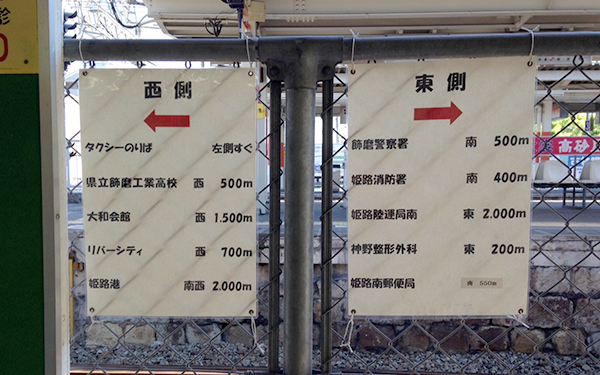 西側
←
タクシーのりば 左側すぐ
県立飾磨工業高校 西 500m
大和会館 西 1.500m
リバーシティ 西 700m
姫路港 南西 2.000m
東側
→
飾磨警察署 南 500m
姫路消防署 南 400m
姫路陸運局南 東 2.000m
神野整形外科 東 200m
姫路南郵便局 南 550m
高砂